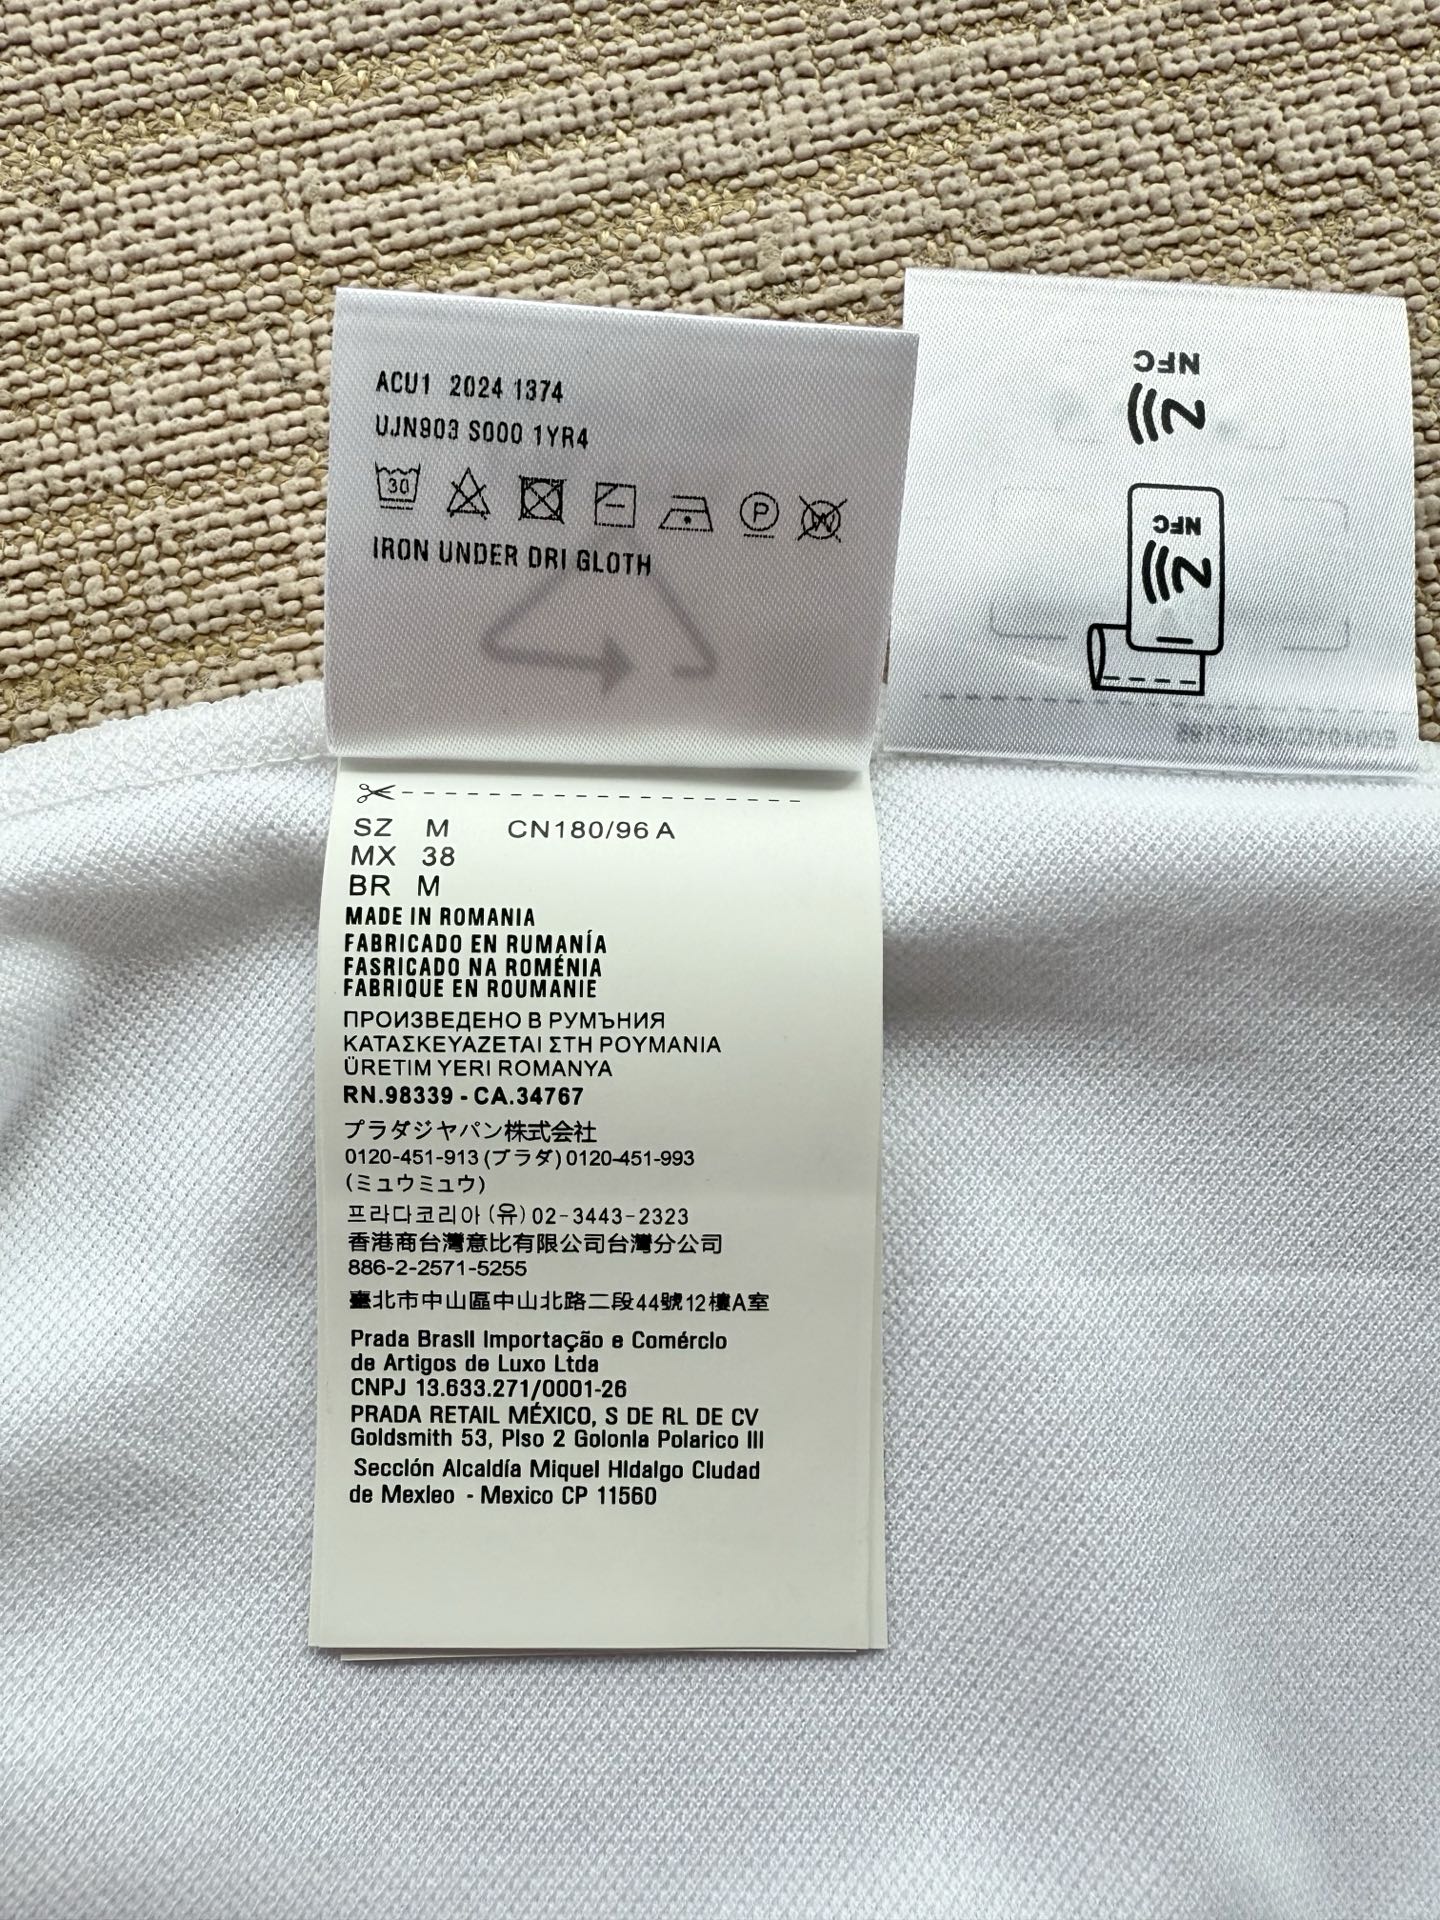 ACU1 2024 1374
UJN903 S000 1YR4
30 P W
IRON UNDER DRI GLOTH
NFC
NFC
SZ M CN180/96 A
MX 38
BR M
MADE IN ROMANIA
FABRICADO EN RUMANÍA
FASRICADO NA ROMÉNIA
FABRIQUE EN ROUMANIE
ПРОИЗВЕДЕНО В РУМЪНИЯ
ΚΑΤΑΣΚΕΥΑΖΕΤΑΙ ΣΤΗ ΡΟΥΜΑΝΙΑ
ÜRETIM YERI ROMANYA
RN.98339 - CA.34767
プラダジヤパン株式会社
0120-451-913 (プラダ) 0120-451-993
(ミュウミュウ)
프라다코리아 (유) 02-3443-2323
香港商台灣意比有限公司台灣分公司
886-2-2571-5255
臺北市中山區中山北路二段44號12樓A室
Prada Brasll Importação e Comérclo
de Artigos de Luxo Ltda
CNPJ 13.633.271/0001-26
PRADA RETAIL MÉXICO, S DE RL DE CV
Goldsmith 53, Plso 2 Golonla Polarico III
Secclón Alcaldía Miquel Hldalgo Cludad
de Mexleo - Mexico CP 11560